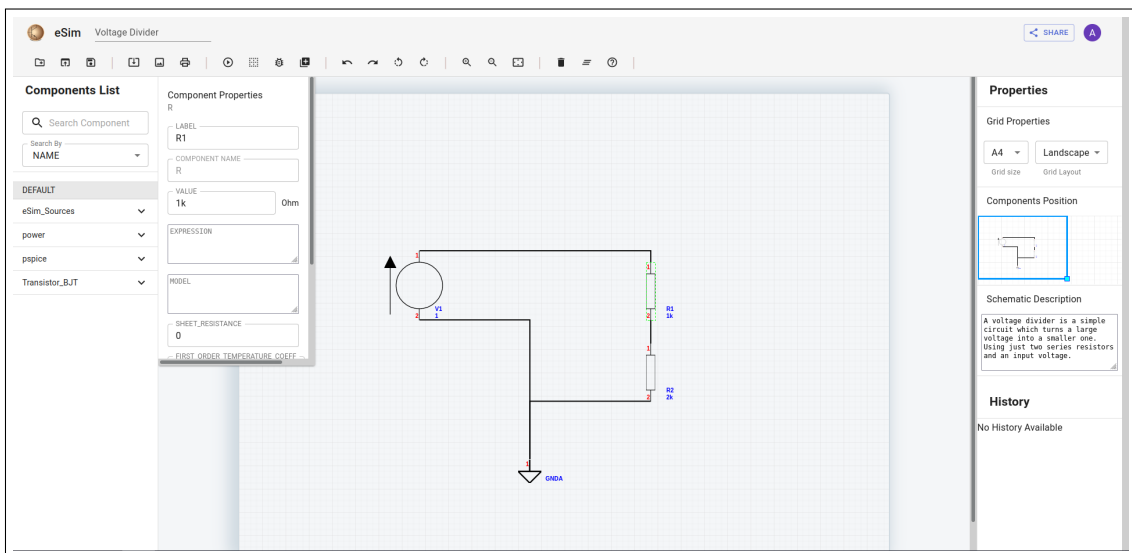 eSim
Voltage Divider
SHARE
A
Components List
Search Component
Search By
NAME
DEFAULT
eSim_Sources
power
pspice
Transistor_BJT
Component Properties
R
LABEL
R1
COMPONENT NAME
R
VALUE
1k
Ohm
EXPRESSION
MODEL
SHEET_RESISTANCE
0
FIRST_ORDER_TEMPERATURE_COEFF
1
V1
1
2
1
R1
1k
2
1
R2
2k
2
1
GNDA
Properties
Grid Properties
A4
Landscape
Grid size
Grid Layout
Components Position
Schematic Description
A voltage divider is a simple
circuit which turns a large
voltage into a smaller one.
Using just two series resistors
and an input voltage.
History
No History Available